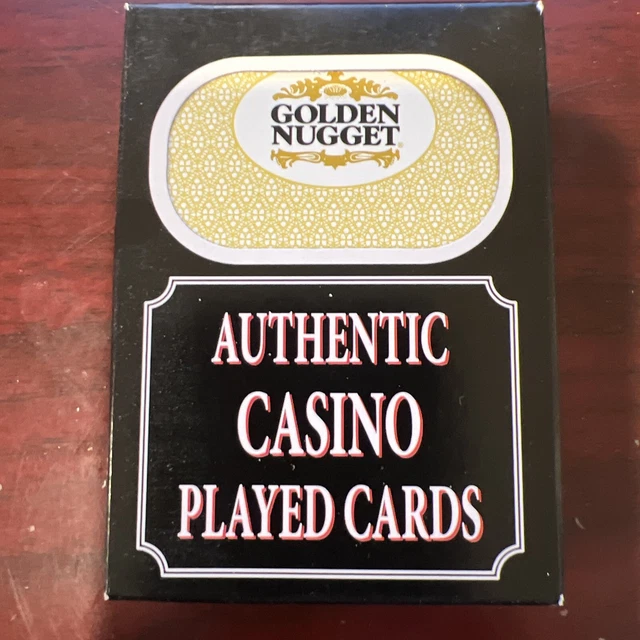 GOLDEN
NUGGET
AUTHENTIC
CASINO
PLAYED CARDS